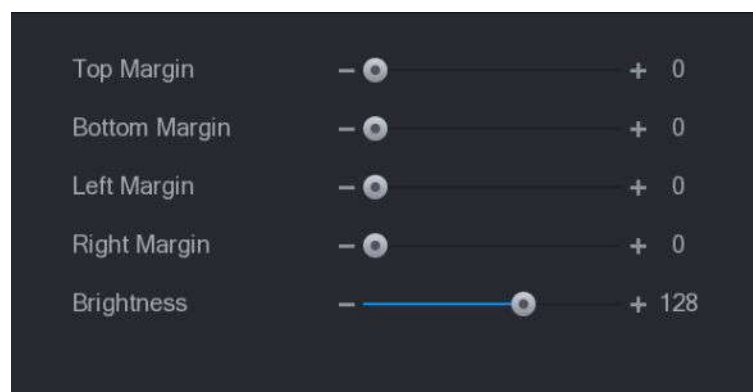 Top Margin - + 0
Bottom Margin - + 0
Left Margin - + 0
Right Margin - + 0
Brightness - + 128